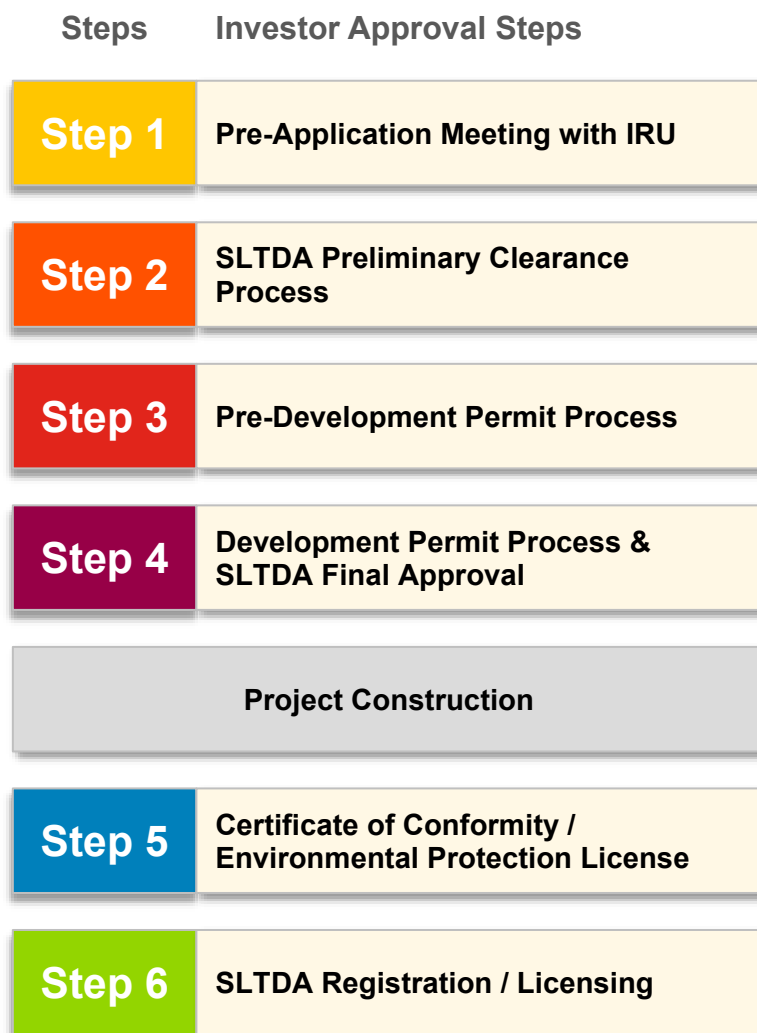 Steps Investor Approval Steps
Step 1 Pre-Application Meeting with IRU
Step 2 SLTDA Preliminary Clearance
Process
Step 3 Pre-Development Permit Process
Step 4 Development Permit Process &
SLTDA Final Approval
Project Construction
Step 5 Certificate of Conformity /
Environmental Protection License
Step 6 SLTDA Registration / Licensing